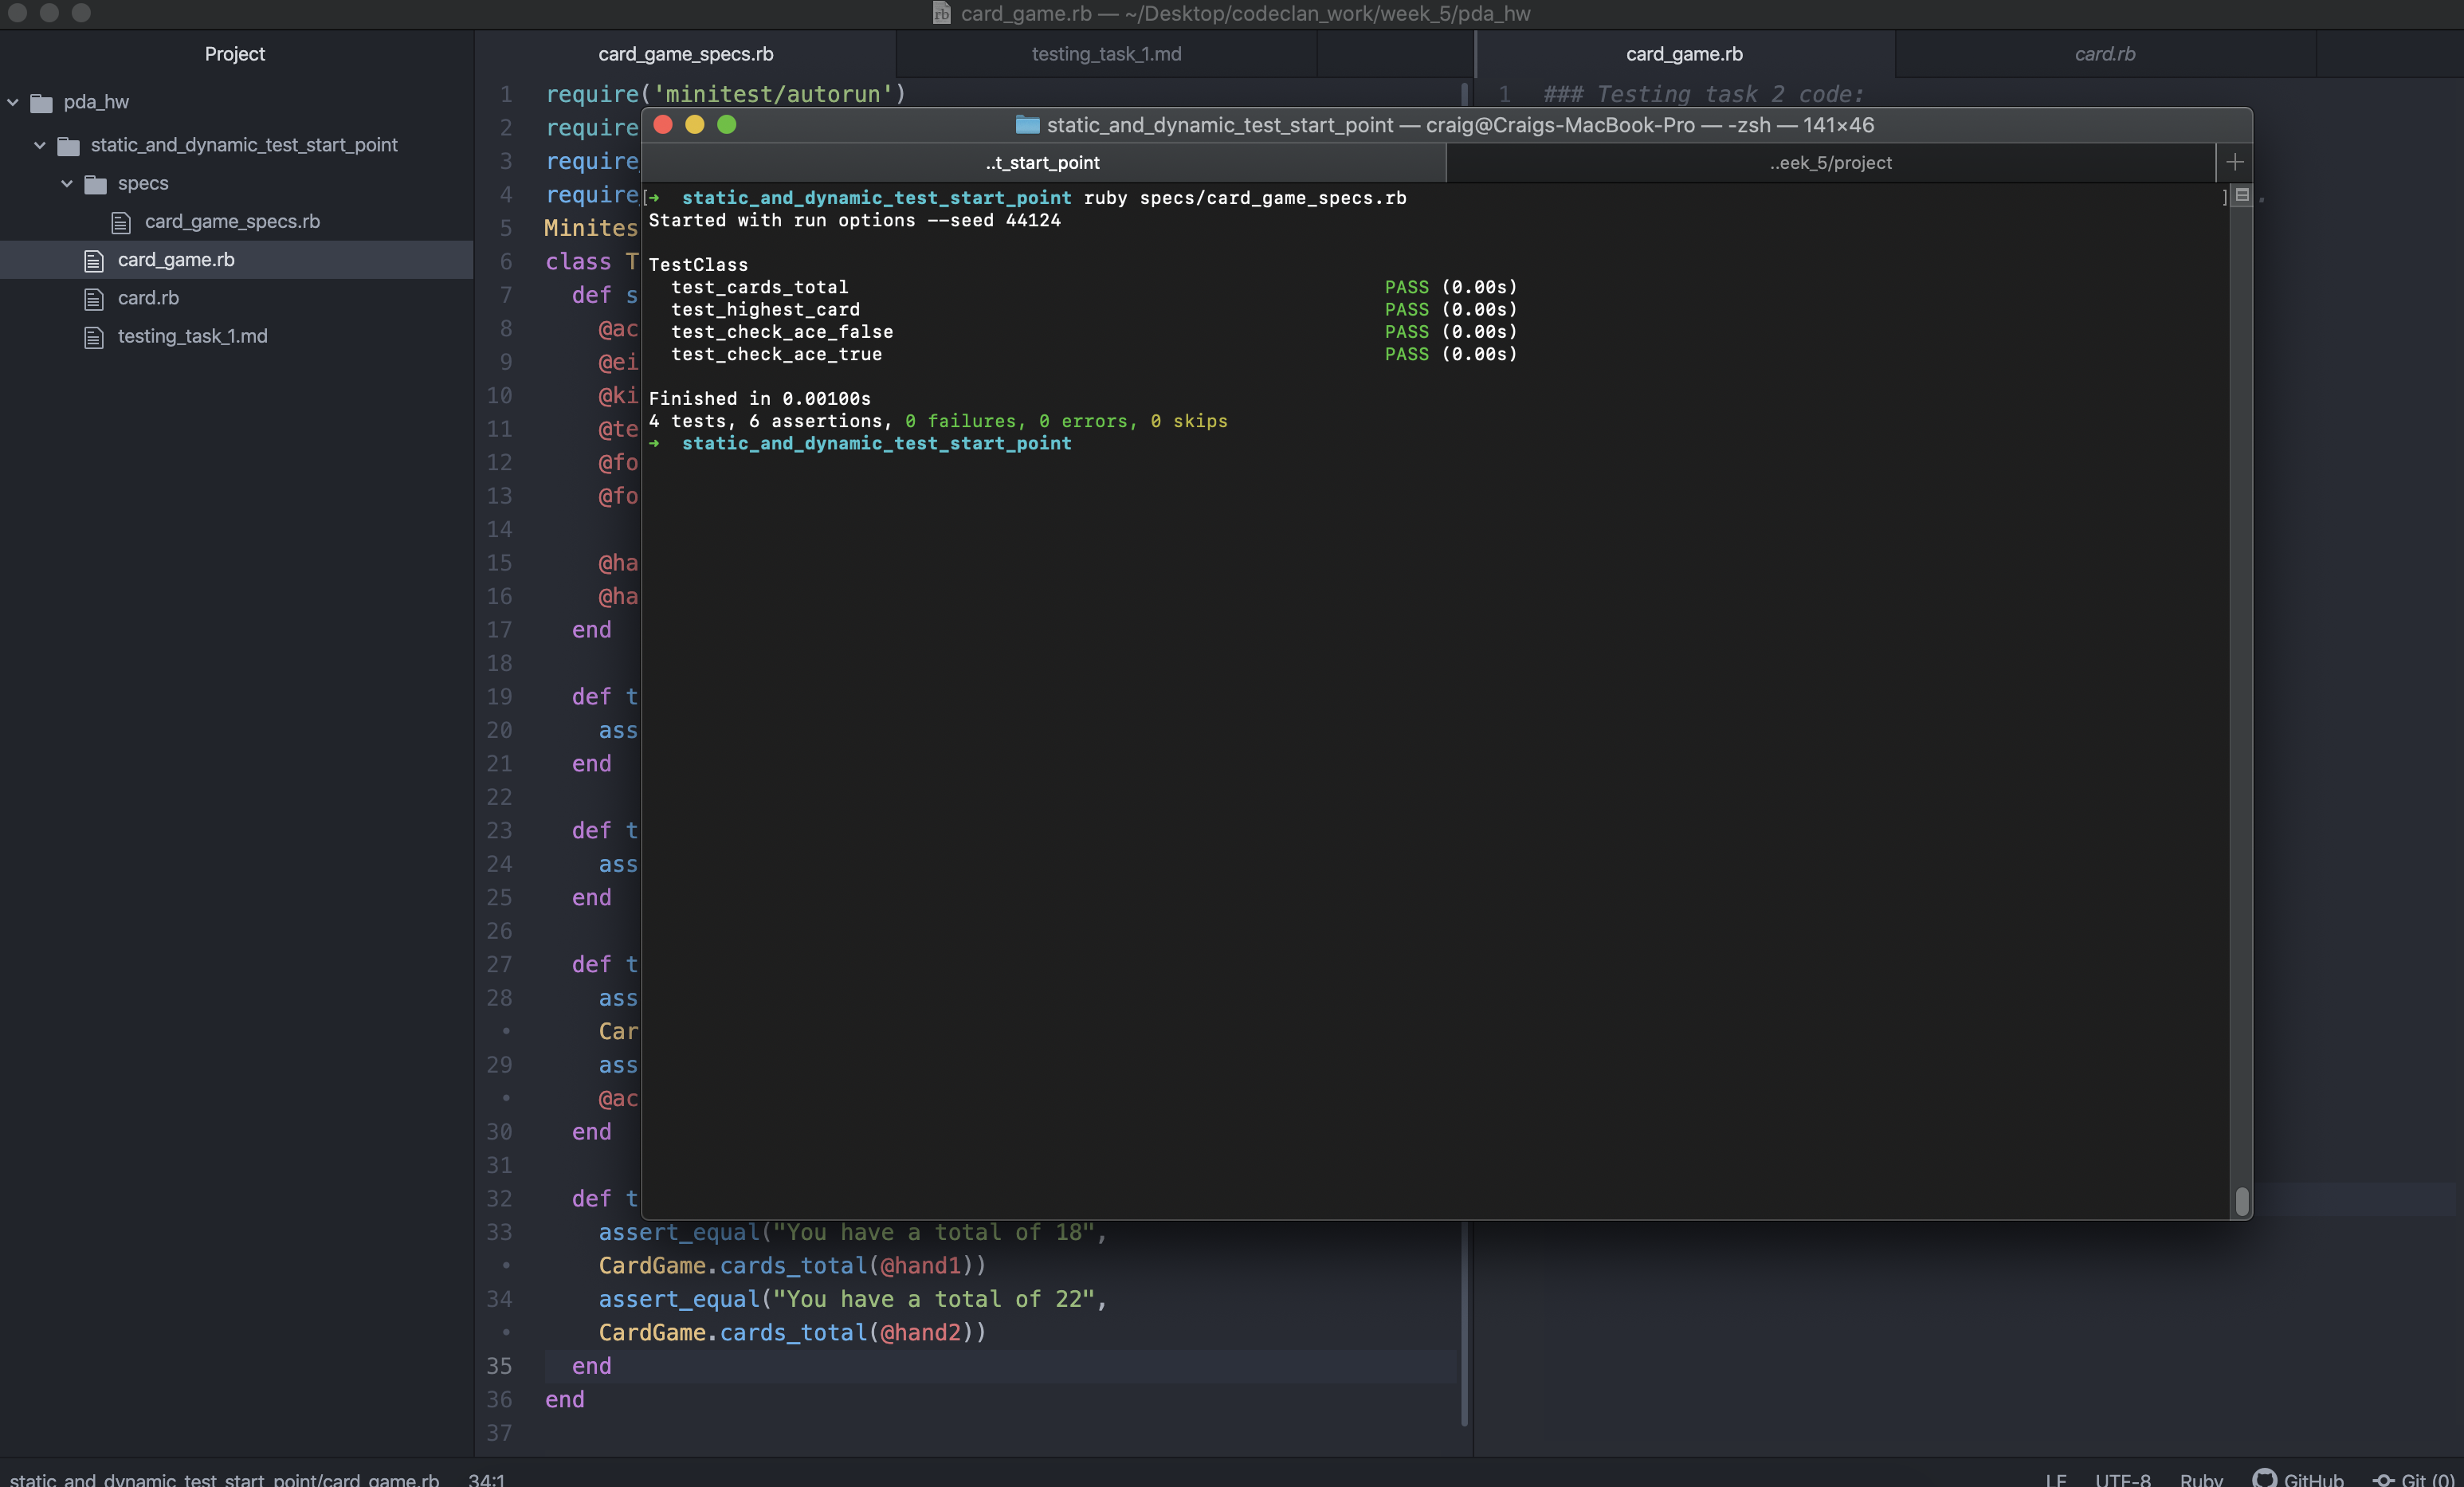 card_game.rb — ~/Desktop/codeclan_work/week_5/pda_hw
Project
pda_hw
static_and_dynamic_test_start_point
specs
card_game_specs.rb
card_game.rb
card.rb
testing_task_1.md
card_game_specs.rb
testing_task_1.md
1 require('minitest/autorun')
2 require
3 require
4 require
5 Minites
6 class T
7 def s
8 @ac
9 @ei
10 @ki
11 @te
12 @fo
13 @fo
14
15 @ha
16 @ha
17 end
18
19 def t
20 ass
21 end
22
23 def t
24 ass
25 end
26
27 def t
28 ass
• Car
29 ass
• @ac
30 end
31
32 def t
33 assert_equal("You have a total of 18",
• CardGame.cards_total(@hand1))
34 assert_equal("You have a total of 22",
• CardGame.cards_total(@hand2))
35 end
36 end
37
card_game.rb
card.rb
1 ### Testing task 2 code:
static_and_dynamic_test_start_point — craig@Craigs-MacBook-Pro — -zsh — 141×46
..t_start_point
..eek_5/project
+
[➜ static_and_dynamic_test_start_point ruby specs/card_game_specs.rb ]
Started with run options --seed 44124
TestClass
test_cards_total PASS (0.00s)
test_highest_card PASS (0.00s)
test_check_ace_false PASS (0.00s)
test_check_ace_true PASS (0.00s)
Finished in 0.00100s
4 tests, 6 assertions, 0 failures, 0 errors, 0 skips
➜ static_and_dynamic_test_start_point
static_and_dynamic_test_start_point/card_game.rb 34:1
LF UTF-8 Ruby GitHub Git (0)